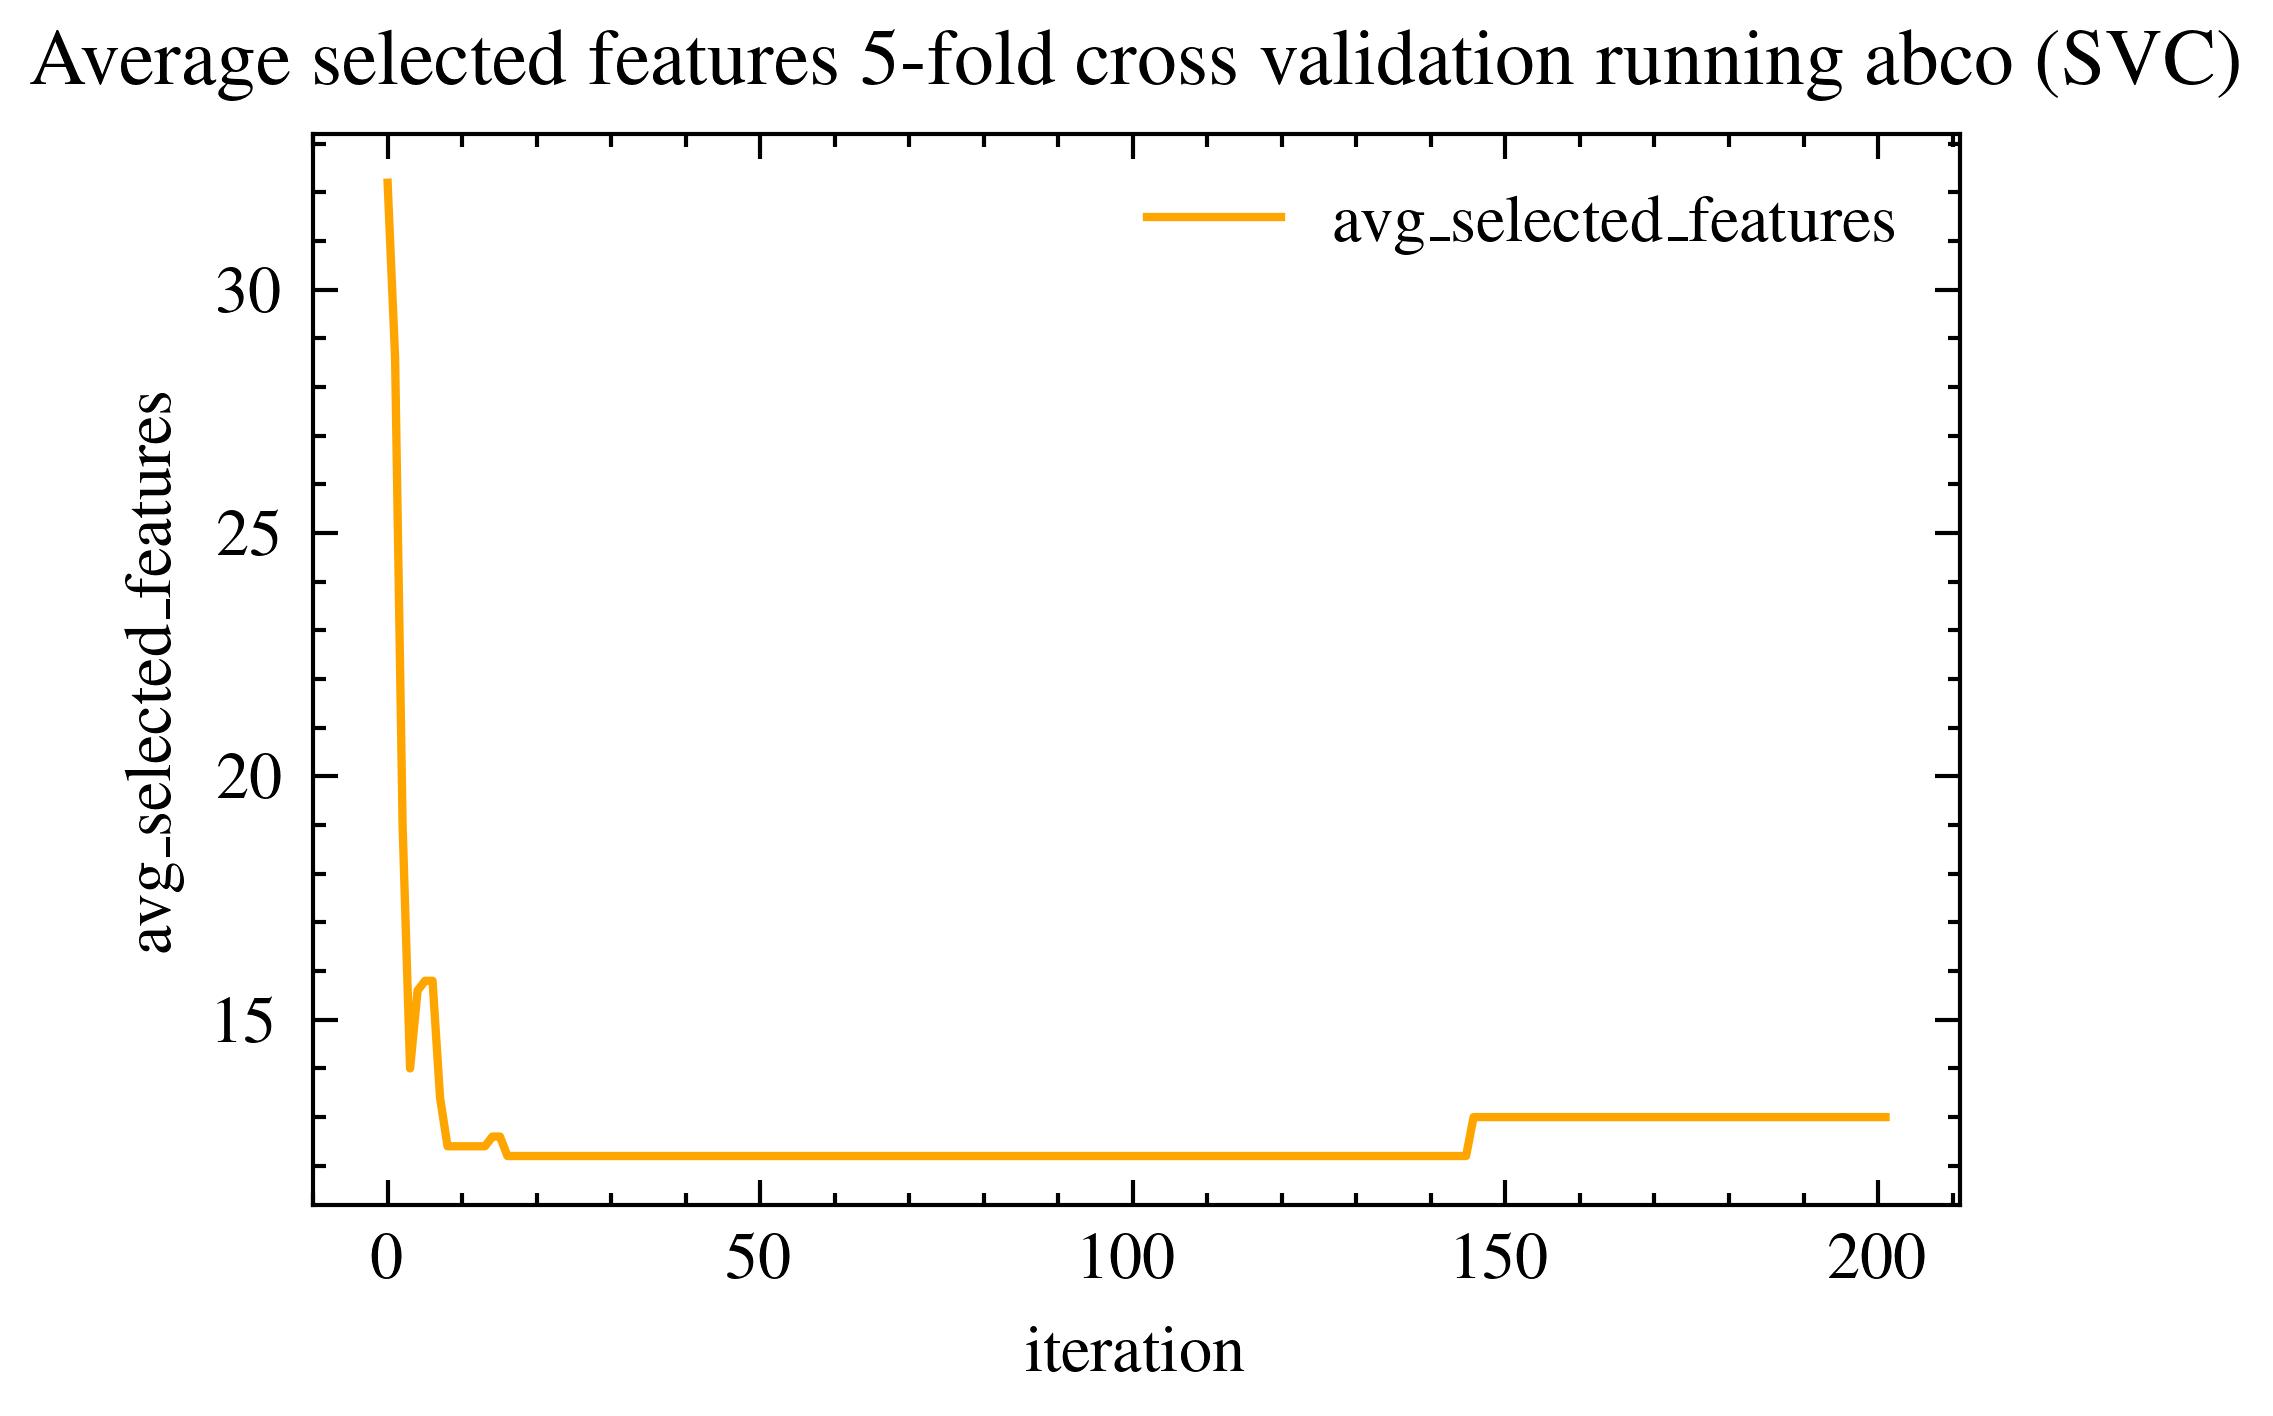 Average selected features 5-fold cross validation running abco (SVC)
avg_selected_features
avg_selected_features
30
25
20
15
0 50 100 150 200
iteration